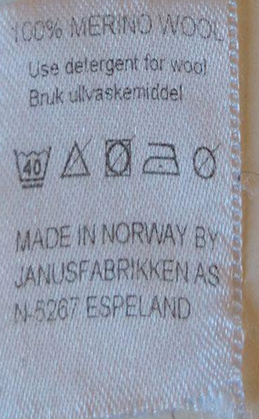 100% MERINO WOOL
Use detergent for wool
Bruk ullvaskemiddel
40
MADE IN NORWAY BY
JANUSFABRIKKEN AS
N-5267 ESPELAND